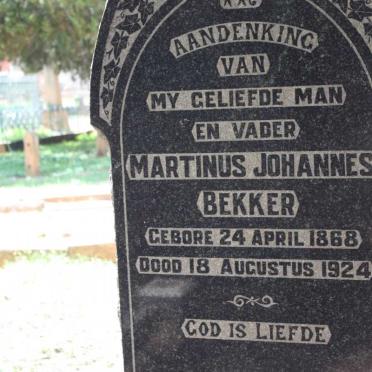 AANDENKING
VAN
MY GELIEFDE MAN
EN VADER
MARTINUS JOHANNES
BEKKER
GEBORE 24 APRIL 1868
DOOD 18 AUGUSTUS 1924
GOD IS LIEFDE